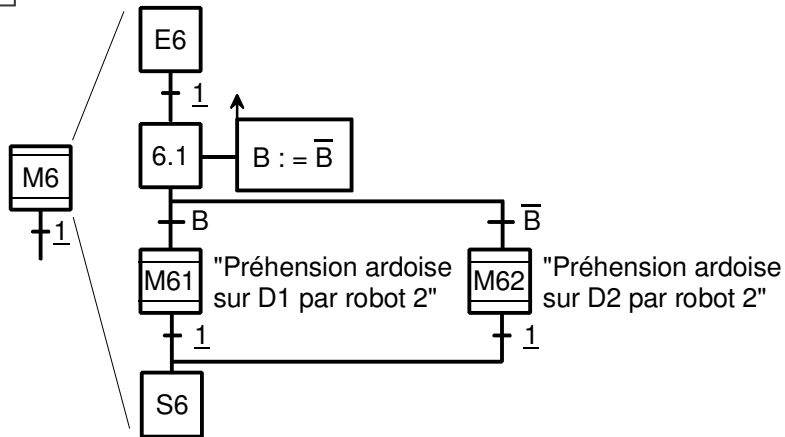 E6
1
6.1
B : = B̅
M6
1
B
B̅
M61
"Préhension ardoise
sur D1 par robot 2"
M62
"Préhension ardoise
sur D2 par robot 2"
1
1
S6